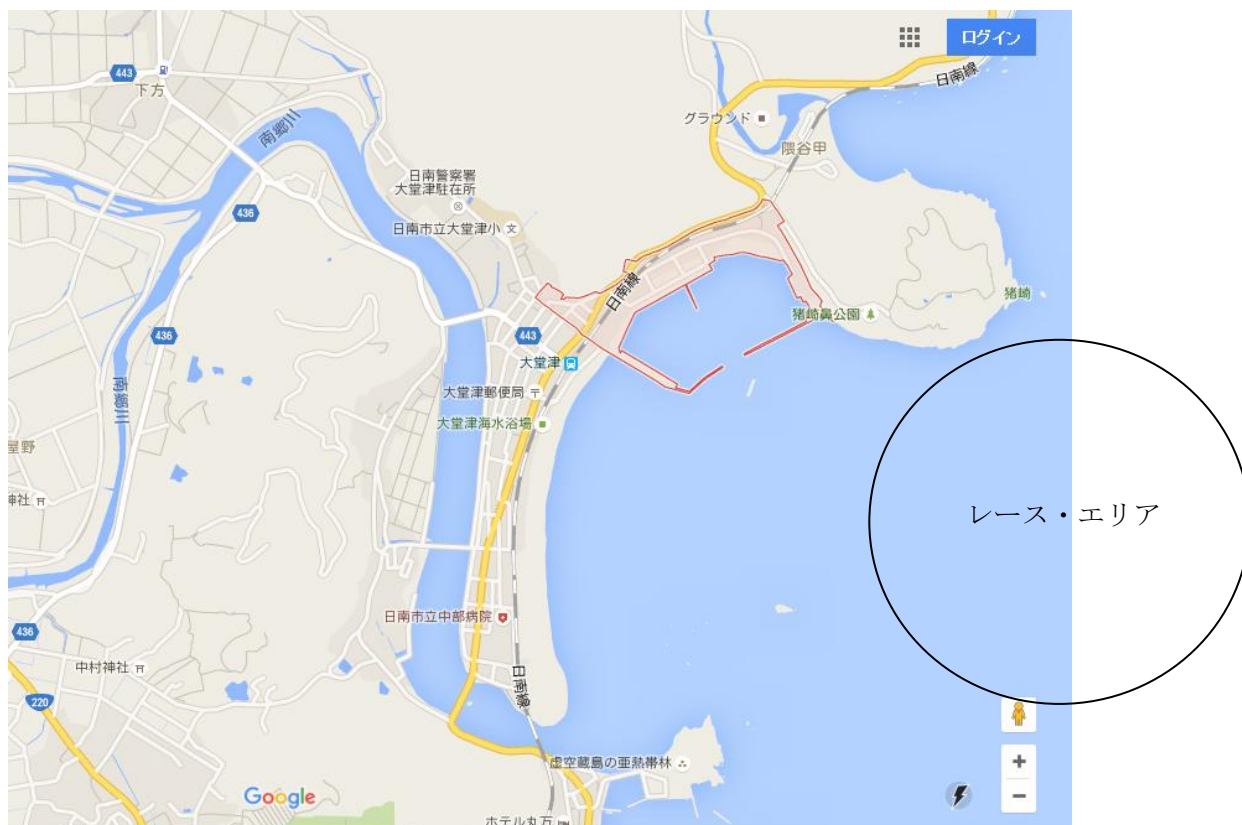 ログイン
日南線
443
下方
グラウンド
南郷川
隈谷甲
日南警察署
大堂津駐在所
436
日南市立大堂津小
文
日南線
猪崎
猪崎鼻公園
436
443
大堂津
南郷川
大堂津郵便局
大堂津海水浴場
屋野
神社
レース・エリア
日南市立中部病院
436
中村神社
日南線
220
虚空蔵島の亜熱帯林
Google
ホテル丸万